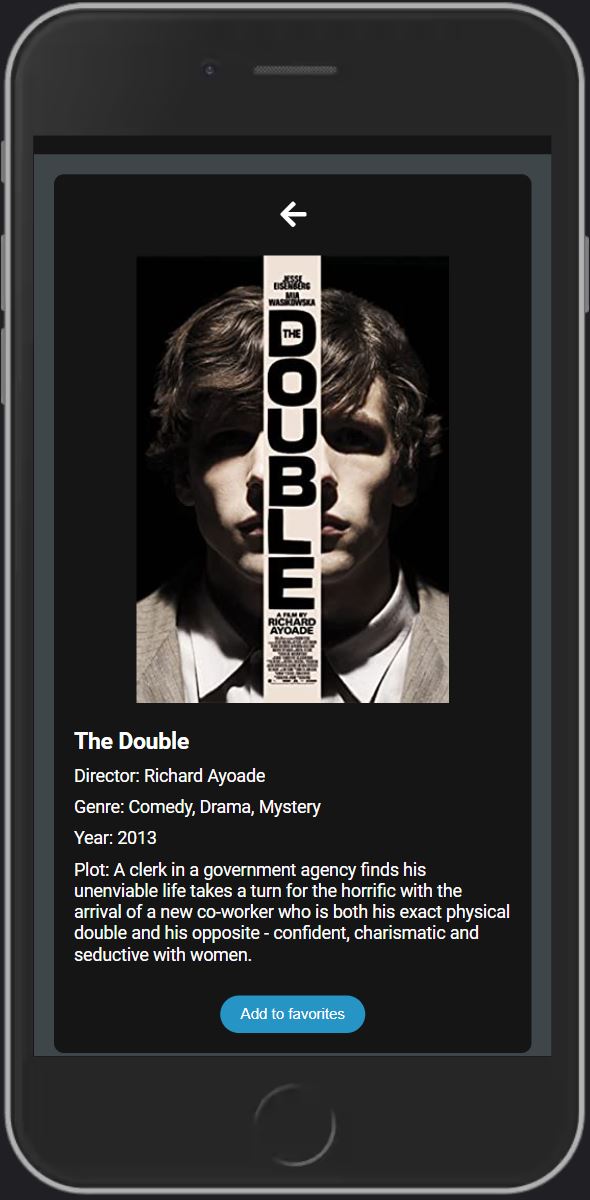 JESSE
EISENBERG
MIA
WASIKOWSKA
THE
DOUBLE
A FILM BY
RICHARD
AYOADE
The Double
Director: Richard Ayoade
Genre: Comedy, Drama, Mystery
Year: 2013
Plot: A clerk in a government agency finds his
unenviable life takes a turn for the horrific with the
arrival of a new co-worker who is both his exact physical
double and his opposite - confident, charismatic and
seductive with women.
Add to favorites